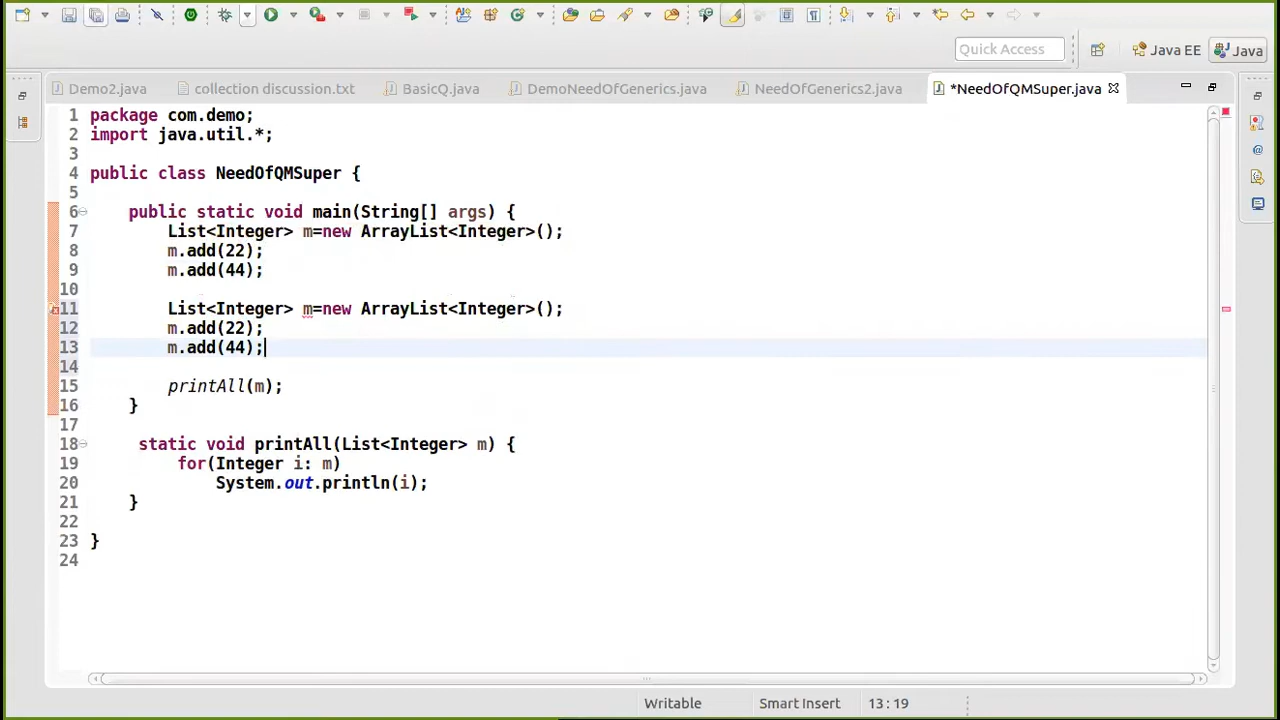 Quick Access
Java EE
Java
Demo2.java
collection discussion.txt
BasicQ.java
DemoNeedOfGenerics.java
NeedOfGenerics2.java
*NeedOfQMSuper.java
1 package com.demo;
2 import java.util.*;
3
4 public class NeedOfQMSuper {
5
6 public static void main(String[] args) {
7 List<Integer> m=new ArrayList<Integer>();
8 m.add(22);
9 m.add(44);
10
11 List<Integer> m=new ArrayList<Integer>();
12 m.add(22);
13 m.add(44);
14
15 printAll(m);
16 }
17
18 static void printAll(List<Integer> m) {
19 for(Integer i: m)
20 System.out.println(i);
21 }
22
23 }
24
Writable
Smart Insert
13 : 19